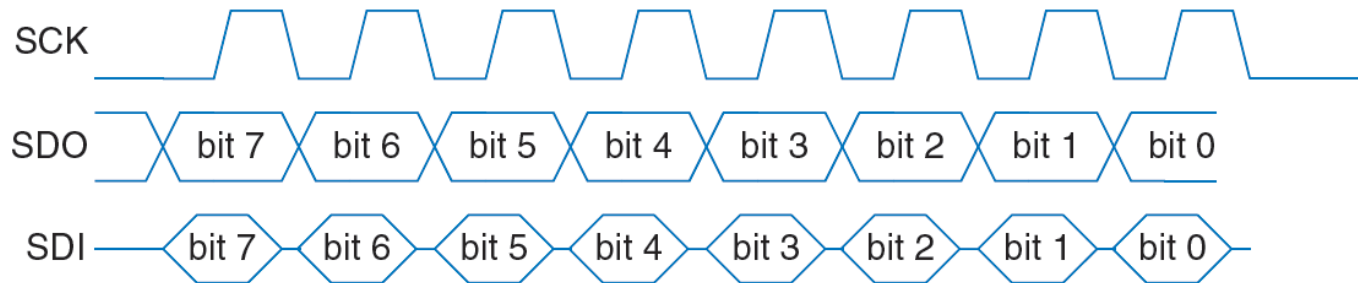 SCK
SDO bit 7 bit 6 bit 5 bit 4 bit 3 bit 2 bit 1 bit 0
SDI bit 7 bit 6 bit 5 bit 4 bit 3 bit 2 bit 1 bit 0